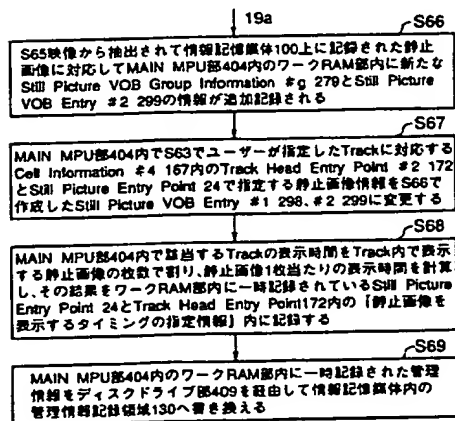 19a
S66
S65映像から抽出されて情報記憶媒体100上に記録された静止
画像に対応してMAIN MPU部404内のワークRAM部内に新たな
Still Picture VOB Group Information #g 279とStill Picture
VOB Entry #2 299の情報が追加記録される
S67
MAIN MPU部404内でS63でユーザーが指定したTrackに対応する
Cell Information #4 167内のTrack Head Entry Point #2 172
とStill Picture Entry Point 24で指定する静止画像情報をS66で
作成したStill Picture VOB Entry #1 298、#2 299に変更する
S68
MAIN MPU部404内で該当するTrackの表示時間をTrack内で表示
する静止画像の枚数で割り、静止画像1枚当たりの表示時間を計算
し、その結果をワークRAM部内に一時記録されているStill Picture
Entry Point 24とTrack Head Entry Point172内の「静止画像を
表示するタイミングの指定情報」内に記録する
S69
MAIN MPU部404内のワークRAM部内に一時記録された管理
情報をディスクドライブ部409を経由して情報記憶媒体内の
管理情報記録領域130へ書き換える